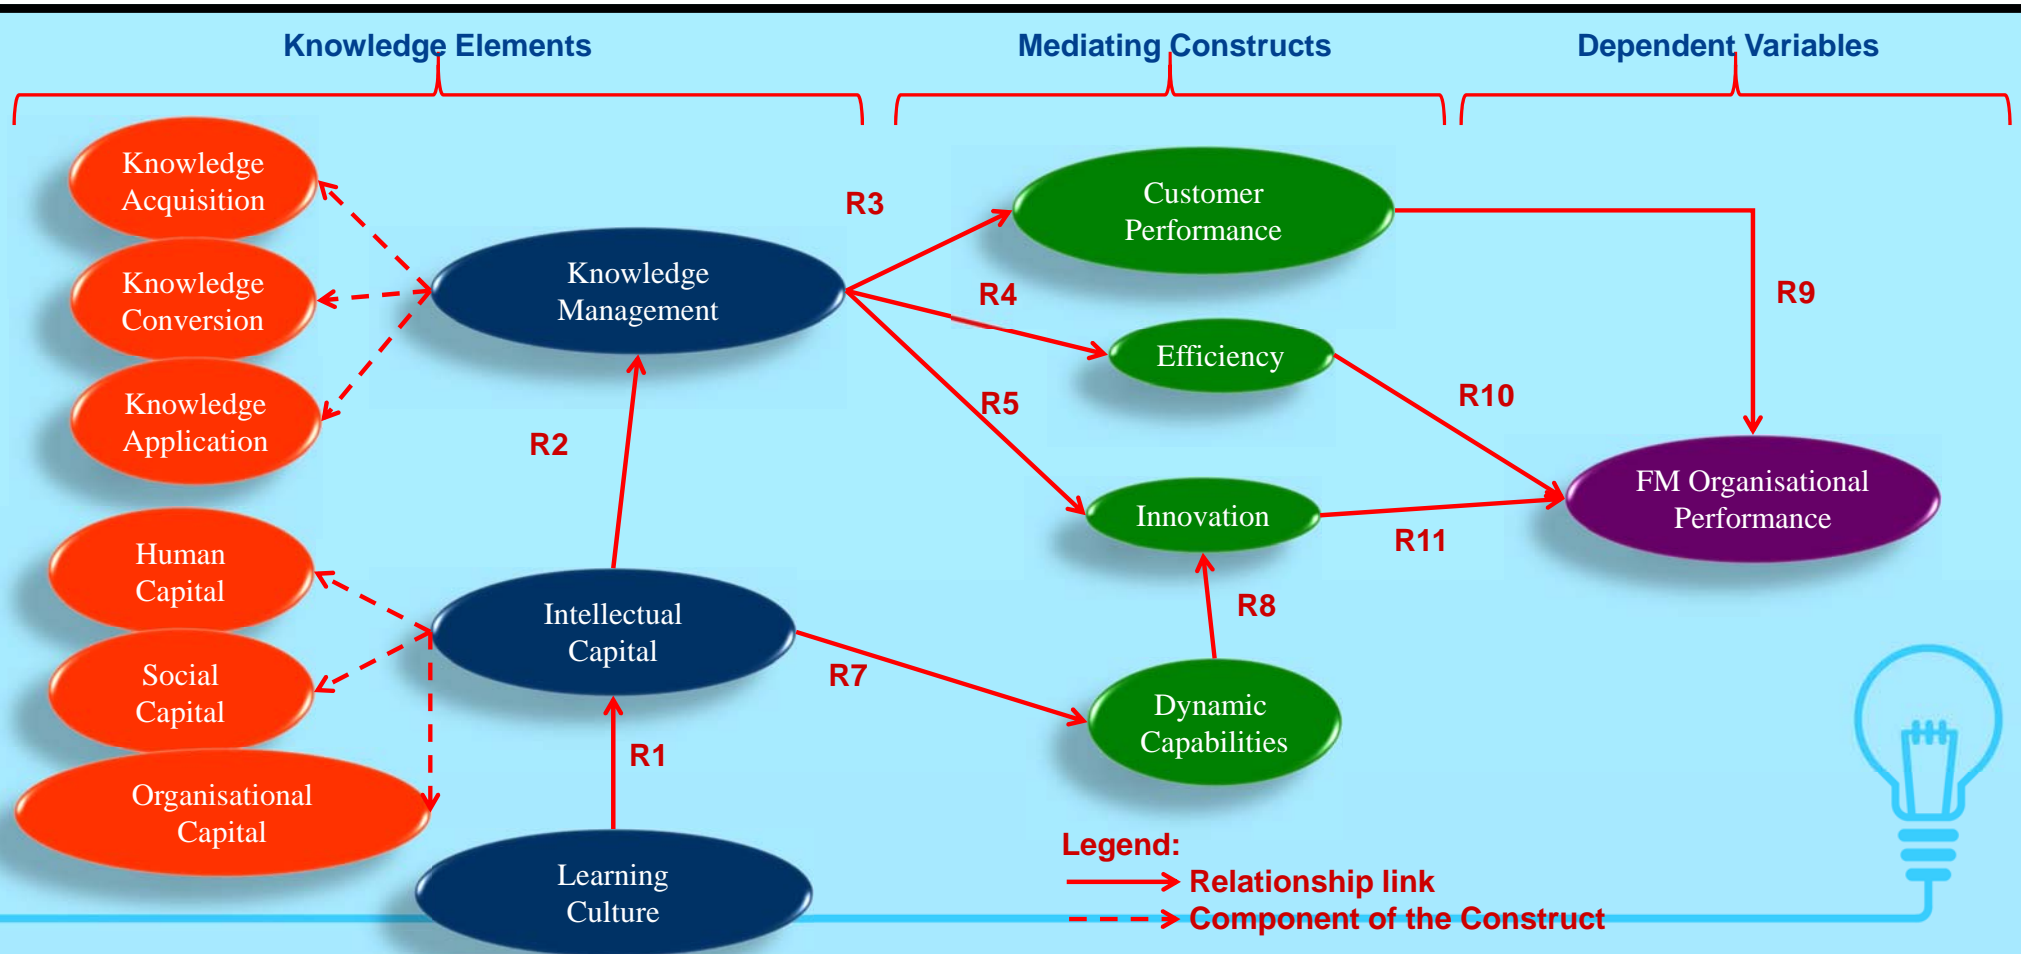 Knowledge Elements
Mediating Constructs
Dependent Variables
Knowledge
Acquisition
Knowledge
Conversion
Knowledge
Application
Human
Capital
Social
Capital
Organisational
Capital
Knowledge
Management
Intellectual
Capital
Learning
Culture
R1
R2
R3
R4
R5
R7
Customer
Performance
Efficiency
Innovation
R8
Dynamic
Capabilities
R9
R10
R11
FM Organisational
Performance
Legend:
Relationship link
Component of the Construct